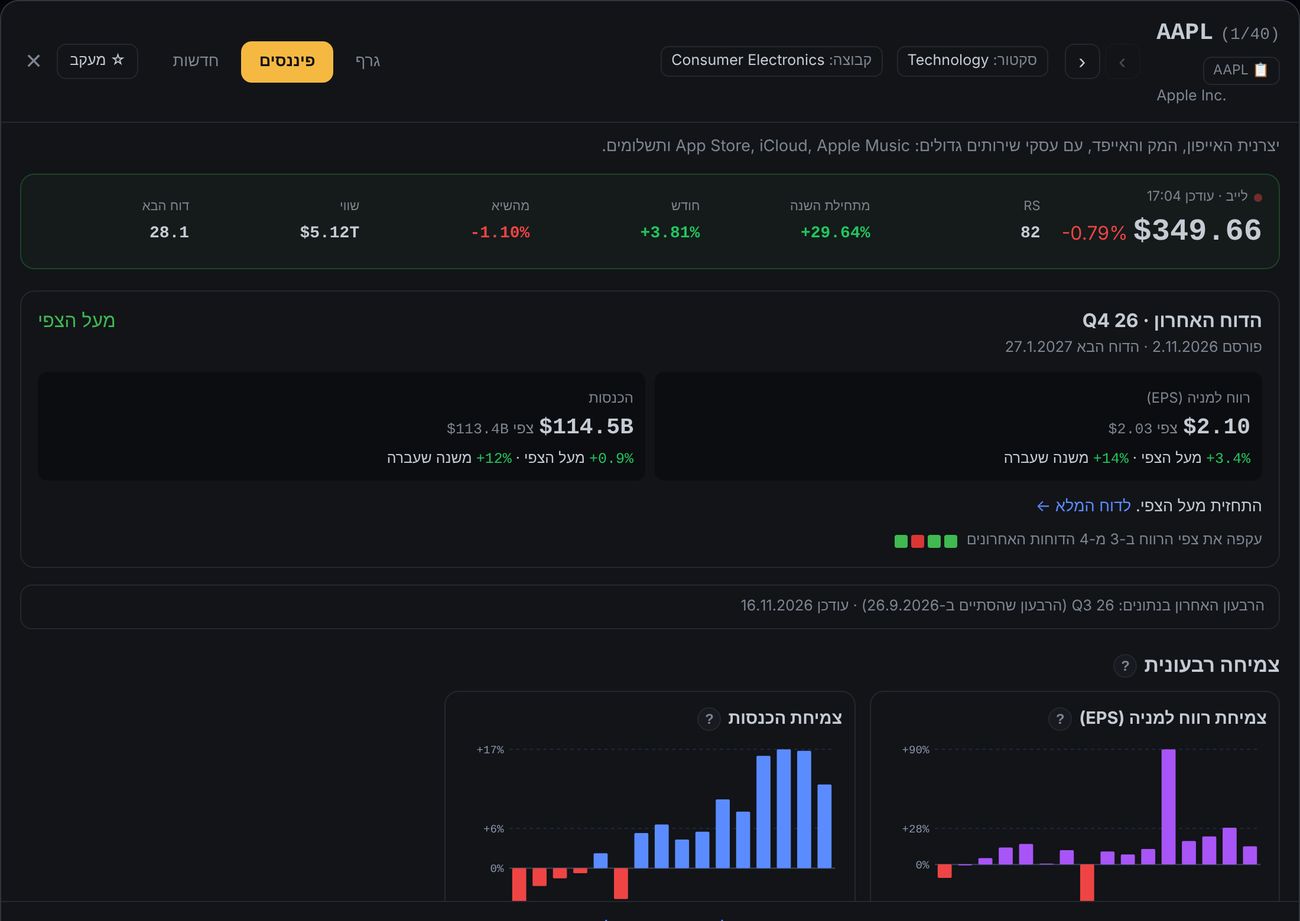 AAPL (1/40)
AAPL 📋
Apple Inc.
‹ ›
סקטור: Technology
קבוצה: Consumer Electronics
גרף
פיננסים
חדשות
☆ מעקב
✕
יצרנית האייפון, המק והאייפד, עם עסקי שירותים גדולים: App Store, iCloud, Apple Music ותשלומים.
לייב · עודכן 17:04
$349.66 -0.79%
RS
82
מתחילת השנה
+29.64%
חודש
+3.81%
מהשיא
-1.10%
שווי
$5.12T
דוח הבא
28.1
הדוח האחרון · Q4 26
מעל הצפי
פורסם 2.11.2026 · הדוח הבא 27.1.2027
רווח למניה (EPS)
$2.10 צפי $2.03
+3.4% מעל הצפי · +14% משנה שעברה
הכנסות
$114.5B צפי $113.4B
+0.9% מעל הצפי · +12% משנה שעברה
התחזית מעל הצפי. לדוח המלא ←
עקפה את צפי הרווח ב-3 מ-4 הדוחות האחרונים
הרבעון האחרון בנתונים: Q3 26 (הרבעון שהסתיים ב-26.9.2026) · עודכן 16.11.2026
צמיחה רבעונית ?
צמיחת רווח למניה (EPS) ?
+90%
+28%
0%
צמיחת הכנסות ?
+17%
+6%
0%